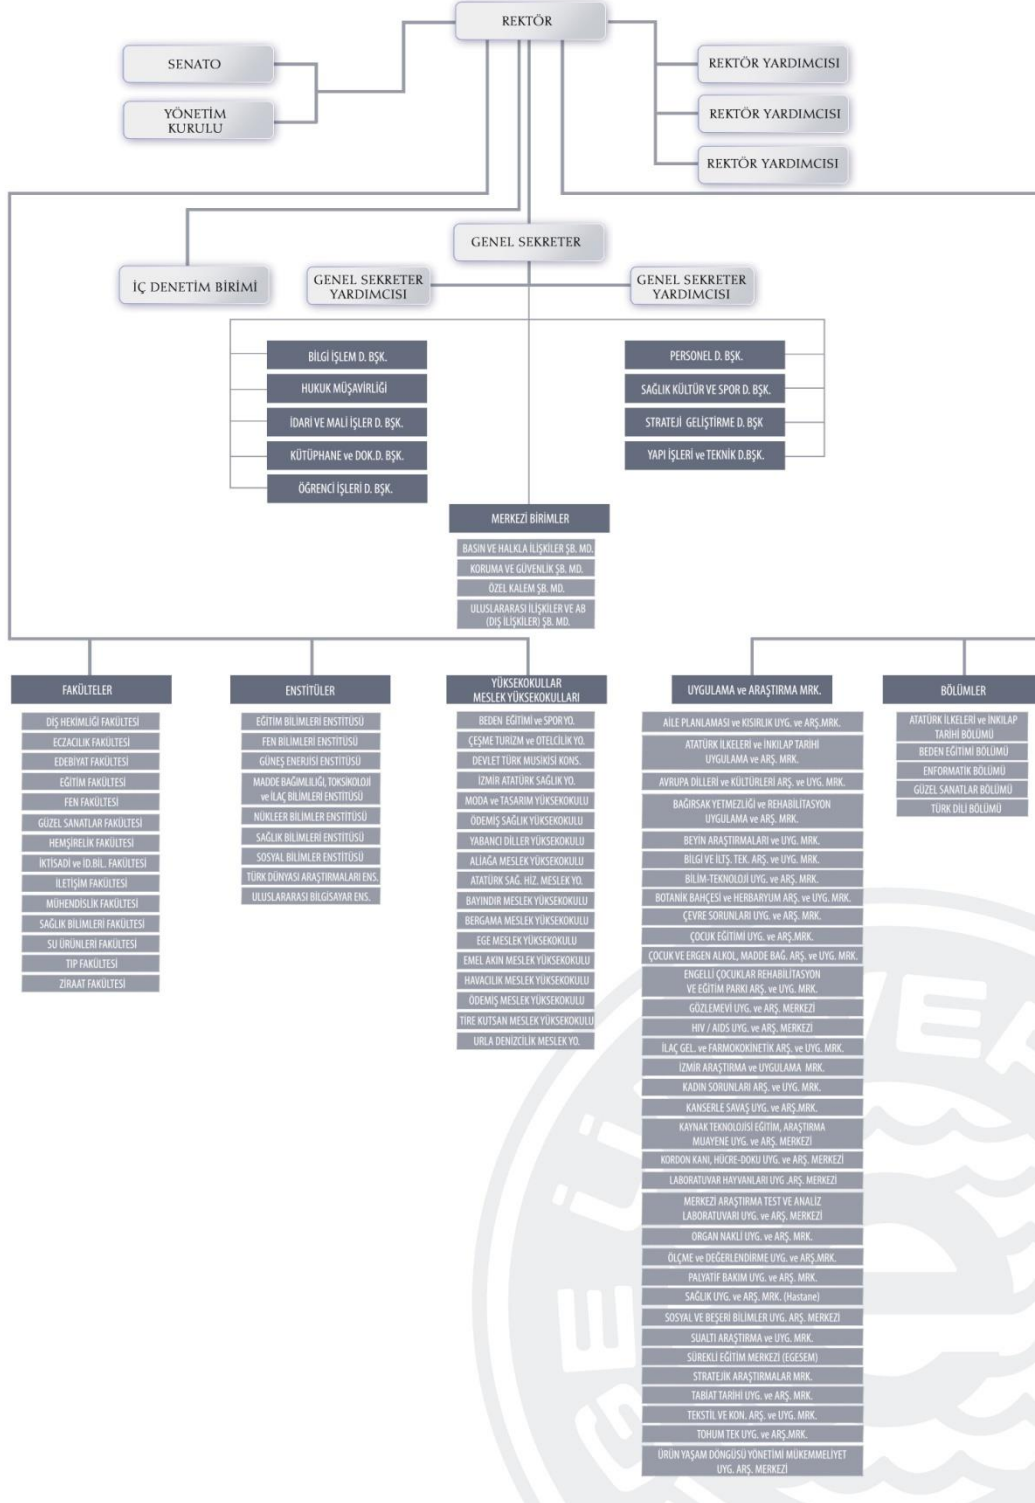 REKTÖR
SENATO
YÖNETİM
KURULU
REKTÖR YARDIMCISI
REKTÖR YARDIMCISI
REKTÖR YARDIMCISI
GENEL SEKRETER
İÇ DENETİM BİRİMİ
GENEL SEKRETER
YARDIMCISI
GENEL SEKRETER
YARDIMCISI
BİLGİ İŞLEM D. BŞK.
HUKUK MÜŞAVİRLİĞİ
İDARİ VE MALİ İŞLER D. BŞK.
KÜTÜPHANE ve DOK.D. BŞK.
ÖĞRENCİ İŞLERİ D. BŞK.
PERSONEL D. BŞK.
SAĞLIK KÜLTÜR VE SPOR D. BŞK.
STRATEJİ GELİŞTİRME D. BŞK
YAPI İŞLERİ ve TEKNİK D.BŞK.
MERKEZİ BİRİMLER
BASIN VE HALKLA İLİŞKİLER ŞB. MD.
KORUMA VE GÜVENLİK ŞB. MD.
ÖZEL KALEM ŞB. MD.
ULUSLARARASI İLİŞKİLER VE AB
(DIŞ İLİŞKİLER) ŞB. MD.
FAKÜLTELER
DİŞ HEKİMLİĞİ FAKÜLTESİ
ECZACILIK FAKÜLTESİ
EDEBİYAT FAKÜLTESİ
EĞİTİM FAKÜLTESİ
FEN FAKÜLTESİ
GÜZEL SANATLAR FAKÜLTESİ
HEMŞİRELİK FAKÜLTESİ
İKTİSADİ ve İD.BİL. FAKÜLTESİ
İLETİŞİM FAKÜLTESİ
MÜHENDİSLİK FAKÜLTESİ
SAĞLIK BİLİMLERİ FAKÜLTESİ
SU ÜRÜNLERİ FAKÜLTESİ
TIP FAKÜLTESİ
ZİRAAT FAKÜLTESİ
ENSTİTÜLER
EĞİTİM BİLİMLERİ ENSTİTÜSÜ
FEN BİLİMLERİ ENSTİTÜSÜ
GÜNEŞ ENERJİSİ ENSTİTÜSÜ
MADDE BAĞIMLILIĞI, TOKSİKOLOJİ
ve İLAÇ BİLİMLERİ ENSTİTÜSÜ
NÜKLEER BİLİMLER ENSTİTÜSÜ
SAĞLIK BİLİMLERİ ENSTİTÜSÜ
SOSYAL BİLİMLER ENSTİTÜSÜ
TÜRK DÜNYASI ARAŞTIRMALARI ENS.
ULUSLARARASI BİLGİSAYAR ENS.
YÜKSEKOKULLAR
MESLEK YÜKSEKOKULLARI
BEDEN EĞİTİMİ ve SPOR YO.
ÇEŞME TURİZM ve OTELCİLİK YO.
DEVLET TÜRK MUSIKİSİ KONS.
İZMİR ATATÜRK SAĞLIK YO.
MODA ve TASARIM YÜKSEKOKULU
ÖDEMİŞ SAĞLIK YÜKSEKOKULU
YABANCI DİLLER YÜKSEKOKULU
ALİAĞA MESLEK YÜKSEKOKULU
ATATÜRK SAĞ. HİZ. MESLEK YO.
BAYINDIR MESLEK YÜKSEKOKULU
BERGAMA MESLEK YÜKSEKOKULU
EGE MESLEK YÜKSEKOKULU
EMEL AKIN MESLEK YÜKSEKOKULU
HAVACILIK MESLEK YÜKSEKOKULU
ÖDEMİŞ MESLEK YÜKSEKOKULU
TİRE KUTSAN MESLEK YÜKSEKOKULU
URLA DENİZCİLİK MESLEK YO.
UYGULAMA ve ARAŞTIRMA MRK.
AİLE PLANLAMASI ve KISIRLIK UYG. ve ARŞ.MRK.
ATATÜRK İLKELERİ ve İNKILAP TARİHİ
UYGULAMA ve ARŞ. MRK.
AVRUPA DİLLERİ ve KÜLTÜRLERİ ARŞ. ve UYG. MRK.
BAĞIRSAK YETMEZLİĞİ ve REHABİLİTASYON
UYGULAMA ve ARŞ. MRK.
BEYİN ARAŞTIRMALARI ve UYG. MRK.
BİLGİ VE İLTŞ. TEK. ARŞ. ve UYG. MRK.
BİLİM-TEKNOLOJİ UYG. ve ARŞ. MRK.
BOTANİK BAHÇESİ ve HERBARYUM ARŞ. ve UYG. MRK.
ÇEVRE SORUNLARI UYG. ve ARŞ. MRK.
ÇOCUK EĞİTİMİ UYG. ve ARŞ.MRK.
ÇOCUK VE ERGEN ALKOL, MADDE BAĞ. ARŞ. ve UYG. MRK.
ENGELLİ ÇOCUKLAR REHABİLİTASYON
VE EĞİTİM PARKI ARŞ. ve UYG. MRK.
GÖZLEMEVİ UYG. ve ARŞ. MERKEZİ
HIV / AIDS UYG. ve ARŞ. MERKEZİ
İLAÇ GEL. ve FARMOKOKİNETİK ARŞ. ve UYG. MRK.
İZMİR ARAŞTIRMA ve UYGULAMA MRK.
KADIN SORUNLARI ARŞ. ve UYG. MRK.
KANSERLE SAVAŞ UYG. ve ARŞ.MRK.
KAYNAK TEKNOLOJİSİ EĞİTİM, ARAŞTIRMA
MUAYENE UYG. ve ARŞ. MERKEZİ
KORDON KANI, HÜCRE-DOKU UYG. ve ARŞ. MERKEZİ
LABORATUVAR HAYVANLARI UYG .ARŞ. MERKEZİ
MERKEZİ ARAŞTIRMA TEST VE ANALİZ
LABORATUVARI UYG. ve ARŞ. MERKEZİ
ORGAN NAKLİ UYG. ve ARŞ. MRK.
ÖLÇME ve DEĞERLENDİRME UYG. ve ARŞ.MRK.
PALYATİF BAKIM UYG. ve ARŞ. MRK.
SAĞLIK UYG. ve ARŞ. MRK. (Hastane)
SOSYAL VE BEŞERİ BİLİMLER UYG. ARŞ. MERKEZİ
SUALTI ARAŞTIRMA ve UYG. MRK.
SÜREKLİ EĞİTİM MERKEZİ (EGESEM)
STRATEJİK ARAŞTIRMALAR MRK.
TABİAT TARİHİ UYG. ve ARŞ. MRK.
TEKSTİL VE KON. ARŞ. ve UYG. MRK.
TOHUM TEK UYG. ve ARŞ.MRK.
ÜRÜN YAŞAM DÖNGÜSÜ YÖNETİMİ MÜKEMMELİYET
UYG. ARŞ. MERKEZİ
BÖLÜMLER
ATATÜRK İLKELERİ ve İNKILAP
TARİHİ BÖLÜMÜ
BEDEN EĞİTİMİ BÖLÜMÜ
ENFORMATİK BÖLÜMÜ
GÜZEL SANATLAR BÖLÜMÜ
TÜRK DİLİ BÖLÜMÜ